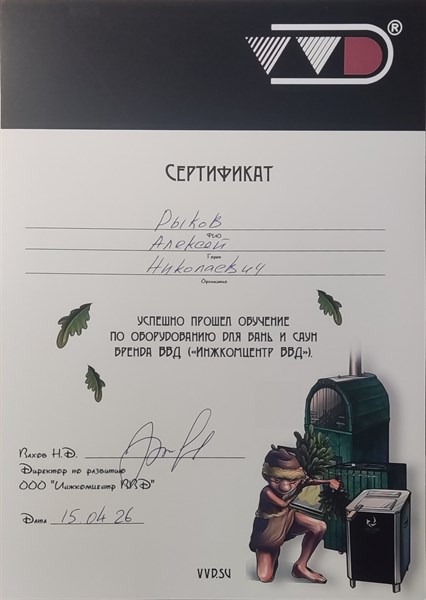 VVD®
Сертификат
Рыков
ФИО
Алексей
Город
Николаевич
Организация
успешно прошел обучение
по оборудованию для бань и саун
бренда ВВД («Инжкомцентр ВВД»).
Вахов Н.Д.
Директор по развитию
ООО "Инжкомцентр ВВД"
Дата 15.04 26
VVD.SU